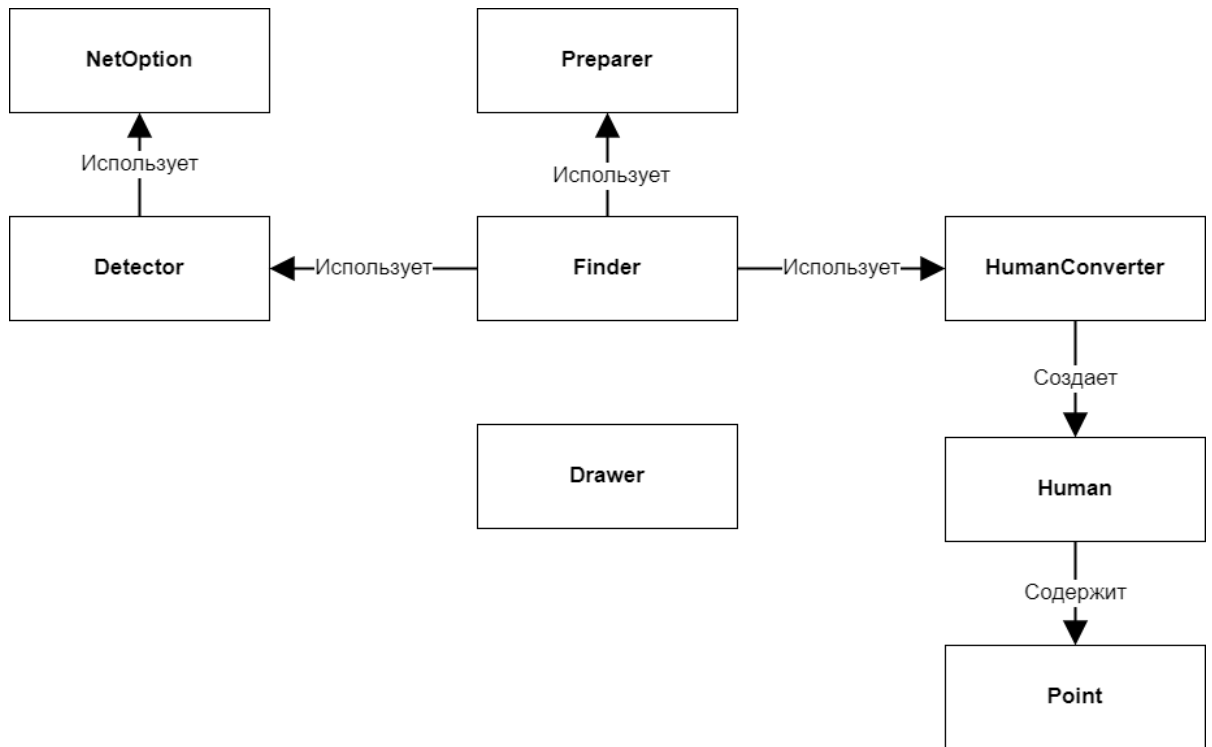 NetOption
Preparer
Использует
Использует
Detector
Использует
Finder
Использует
HumanConverter
Создает
Drawer
Human
Содержит
Point